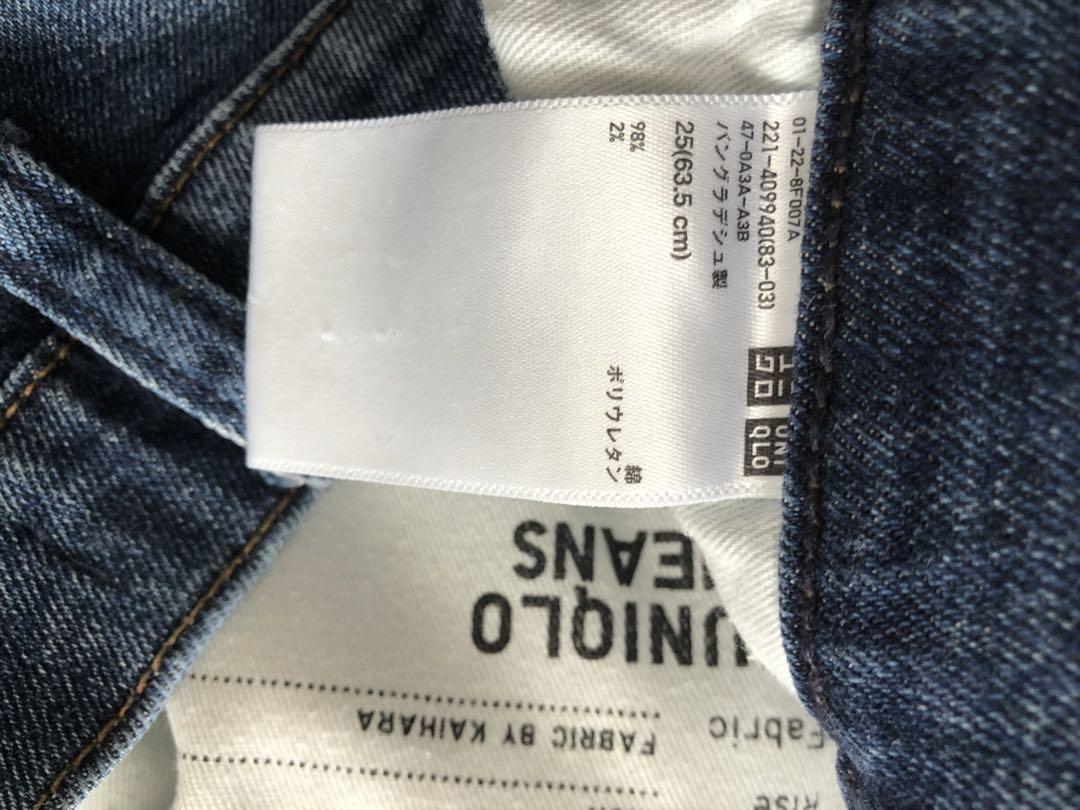 01-22-8F007A
221-409940(83-03)
47-0A3A-A3B
バングラデシュ製
25(63.5 cm)
98% 綿
2% ポリウレタン
ユニ
クロ
UNI
QLO
UNIQLO
JEANS
Fabric
FABRIC BY KAIHARA
Rise